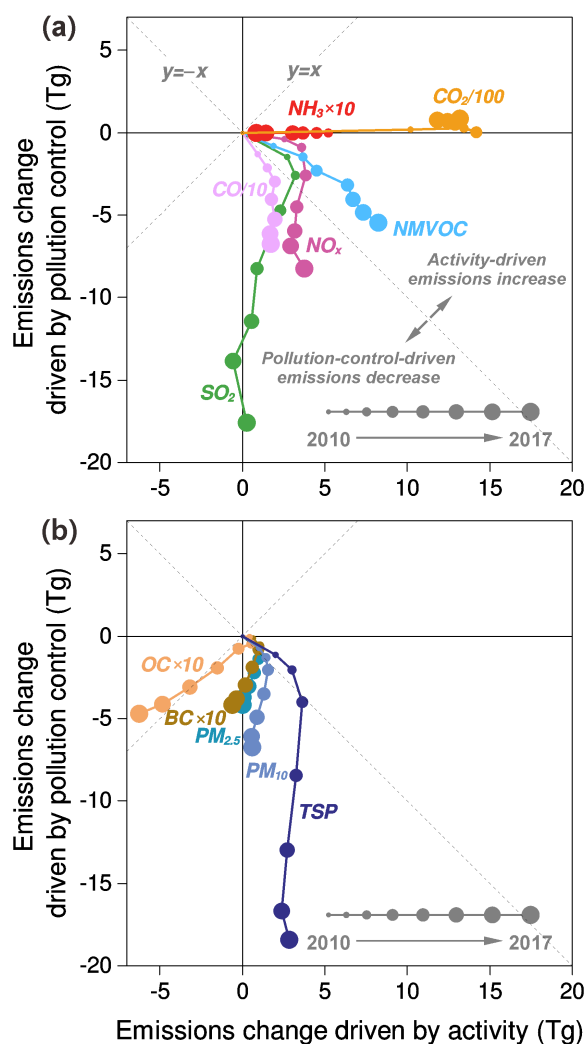 (a)
Emissions change
driven by pollution control (Tg)
5
0
-5
-10
-15
-20
y=−x
y=x
NH₃×10
CO₂/100
CO/10
NMVOC
NOₓ
Activity-driven
emissions increase
Pollution-control-driven
emissions decrease
SO₂
2010
2017
-5
0
5
10
15
20
(b)
Emissions change
driven by pollution control (Tg)
5
0
-5
-10
-15
-20
OC×10
BC×10
PM₂.₅
PM₁₀
TSP
2010
2017
-5
0
5
10
15
20
Emissions change driven by activity (Tg)